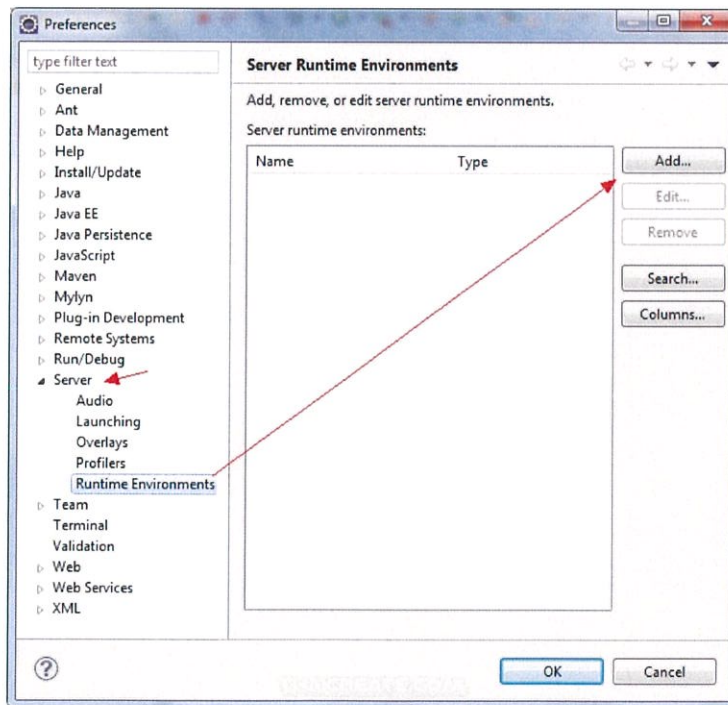 Preferences
type filter text
General
Ant
Data Management
Help
Install/Update
Java
Java EE
Java Persistence
JavaScript
Maven
Mylyn
Plug-in Development
Remote Systems
Run/Debug
Server
Audio
Launching
Overlays
Profilers
Runtime Environments
Team
Terminal
Validation
Web
Web Services
XML
Server Runtime Environments
Add, remove, or edit server runtime environments.
Server runtime environments:
Name Type
Add...
Edit...
Remove
Search...
Columns...
OK Cancel